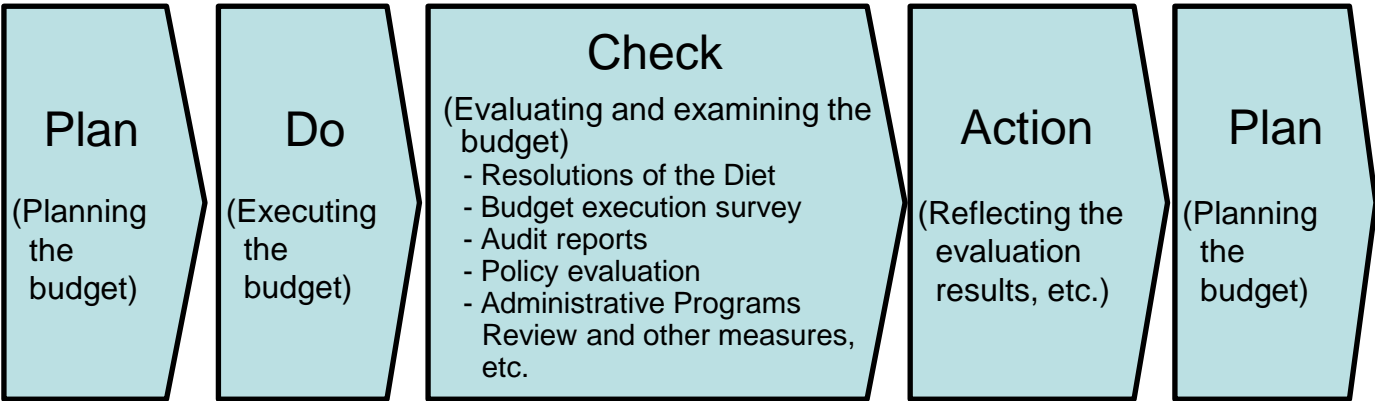 Plan
(Planning
the
budget)
Do
(Executing
the
budget)
Check
(Evaluating and examining the
budget)
- Resolutions of the Diet
- Budget execution survey
- Audit reports
- Policy evaluation
- Administrative Programs
Review and other measures,
etc.
Action
(Reflecting the
evaluation
results, etc.)
Plan
(Planning
the
budget)